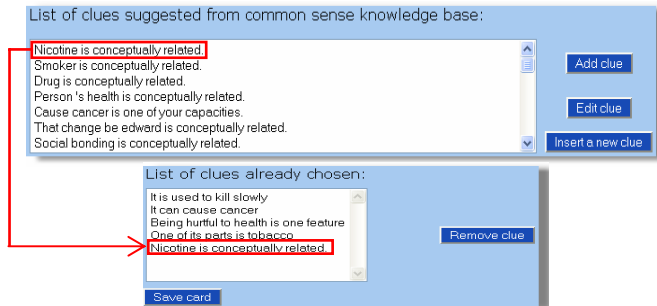 List of clues suggested from common sense knowledge base:
Nicotine is conceptually related.
Smoker is conceptually related.
Drug is conceptually related.
Person 's health is conceptually related.
Cause cancer is one of your capacities.
That change be edward is conceptually related.
Social bonding is conceptually related.
Add clue
Edit clue
Insert a new clue
List of clues already chosen:
It is used to kill slowly
It can cause cancer
Being hurtful to health is one feature
One of its parts is tobacco
Nicotine is conceptually related.
Remove clue
Save card